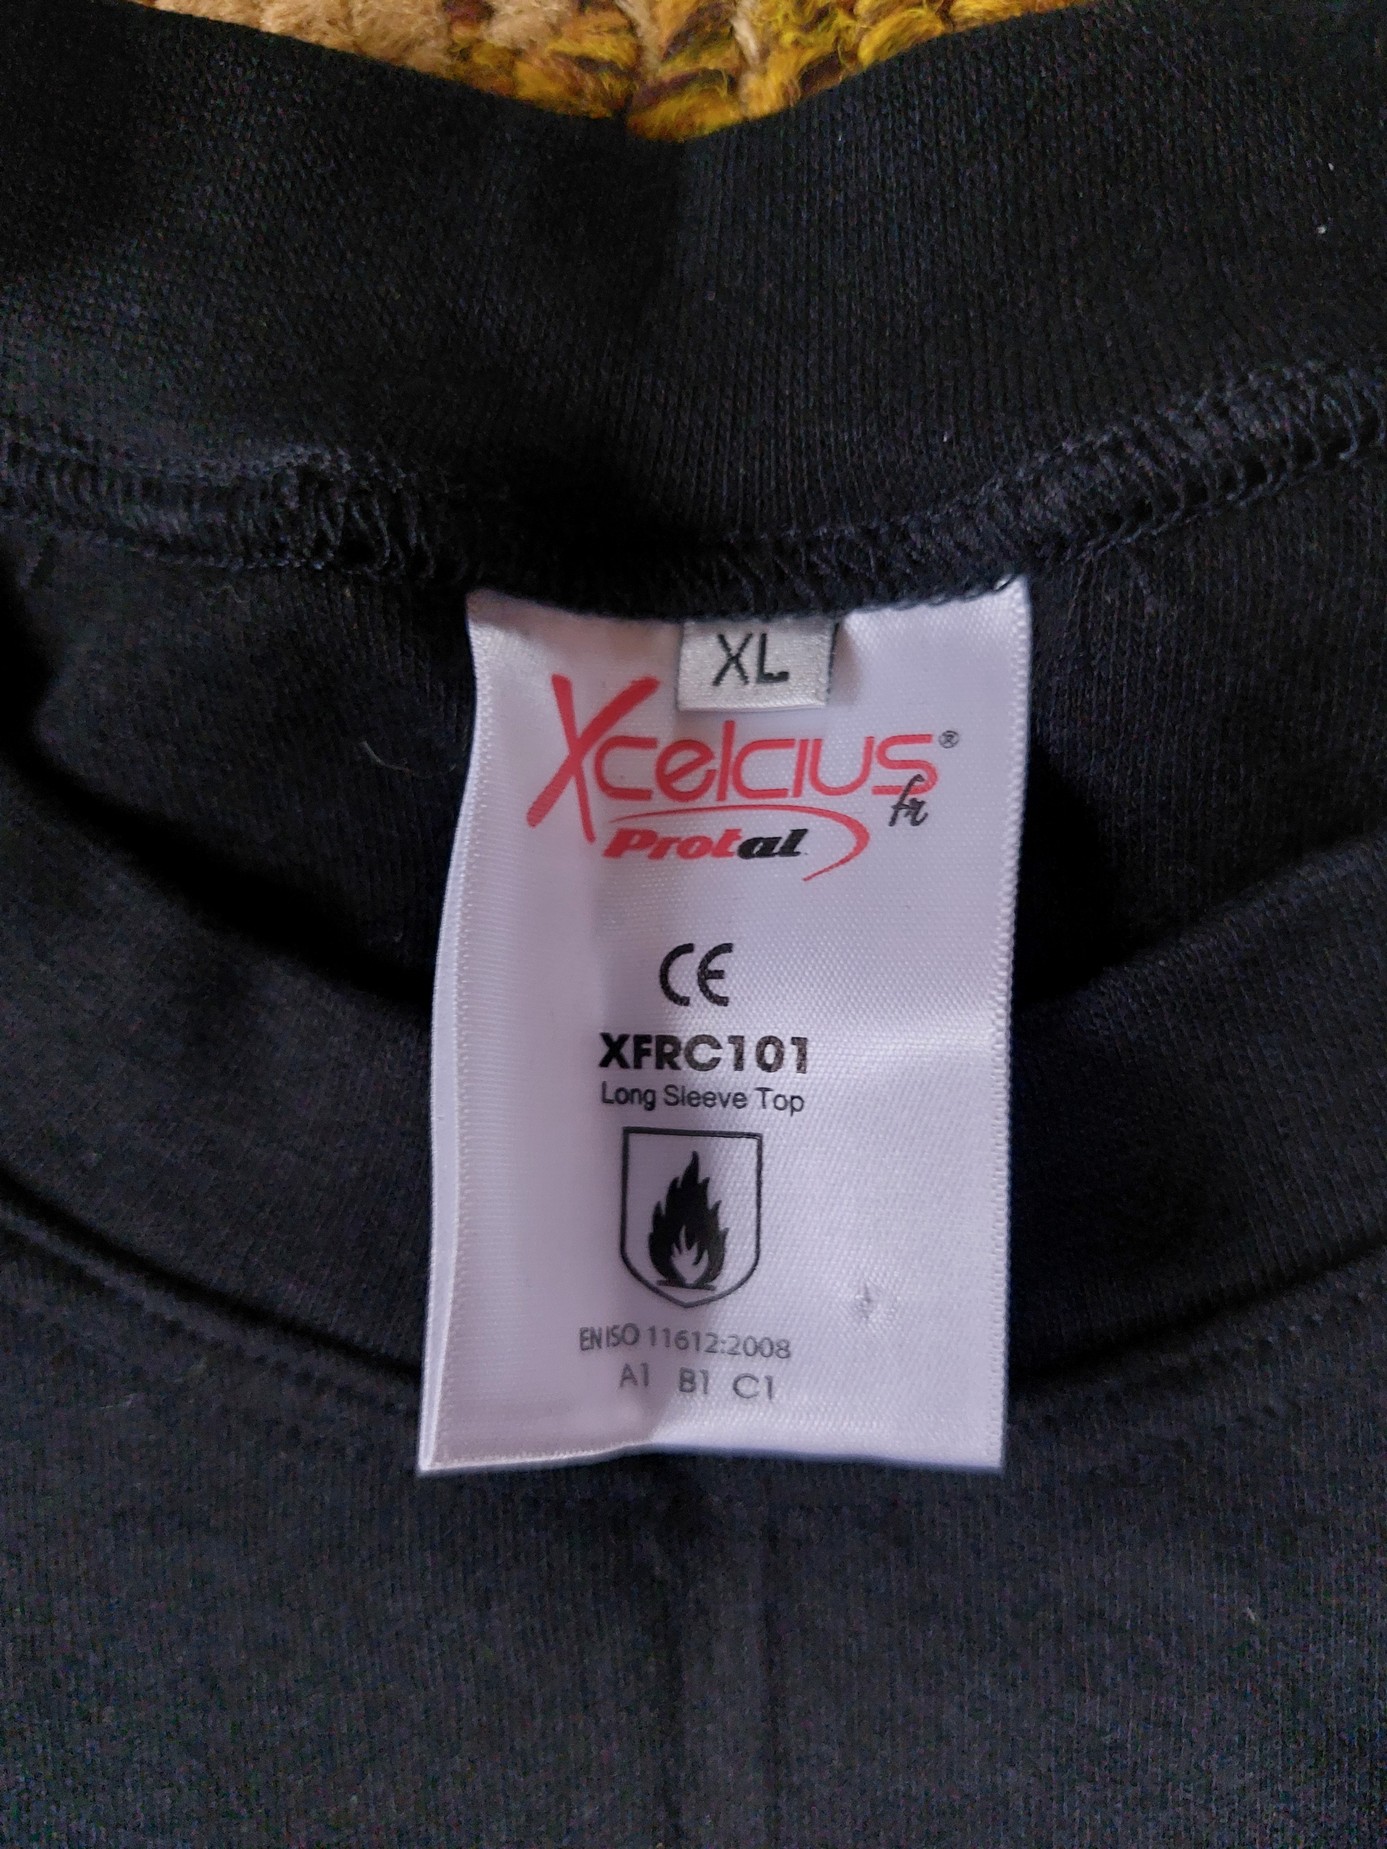 XL
Xcelcius®
fr
Protal
CE
XFRC101
Long Sleeve Top
EN ISO 11612:2008
A1 B1 C1